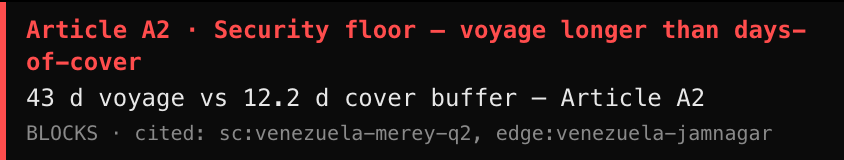 Article A2 · Security floor — voyage longer than days-
of-cover
43 d voyage vs 12.2 d cover buffer — Article A2
BLOCKS · cited: sc:venezuela-merey-q2, edge:venezuela-jamnagar